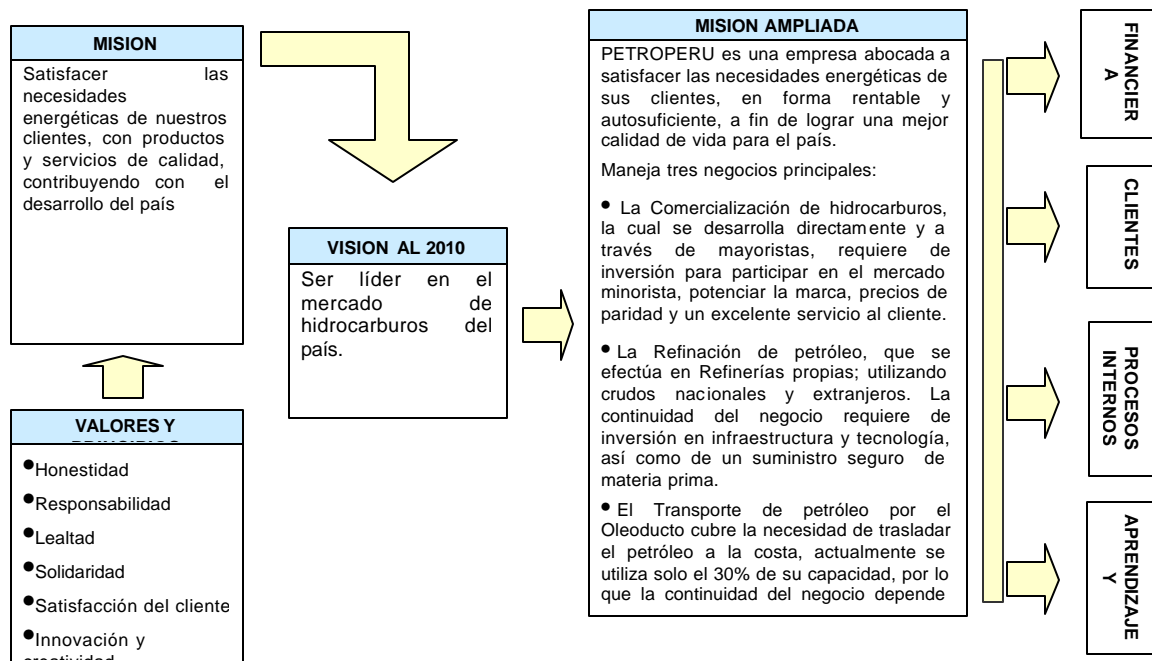 MISION
Satisfacer las
necesidades
energéticas de nuestros
clientes, con productos
y servicios de calidad,
contribuyendo con el
desarrollo del país
VALORES Y
•Honestidad
•Responsabilidad
•Lealtad
•Solidaridad
•Satisfacción del cliente
•Innovación y
VISION AL 2010
Ser líder en el
mercado de
hidrocarburos del
país.
MISION AMPLIADA
PETROPERU es una empresa abocada a
satisfacer las necesidades energéticas de
sus clientes, en forma rentable y
autosuficiente, a fin de lograr una mejor
calidad de vida para el país.
Maneja tres negocios principales:
• La Comercialización de hidrocarburos,
la cual se desarrolla directamente y a
través de mayoristas, requiere de
inversión para participar en el mercado
minorista, potenciar la marca, precios de
paridad y un excelente servicio al cliente.
• La Refinación de petróleo, que se
efectúa en Refinerías propias; utilizando
crudos nacionales y extranjeros. La
continuidad del negocio requiere de
inversión en infraestructura y tecnología,
así como de un suministro seguro de
materia prima.
• El Transporte de petróleo por el
Oleoducto cubre la necesidad de trasladar
el petróleo a la costa, actualmente se
utiliza solo el 30% de su capacidad, por lo
que la continuidad del negocio depende
FINANCIER
A
CLIENTES
PROCESOS
INTERNOS
APRENDIZAJE
Y